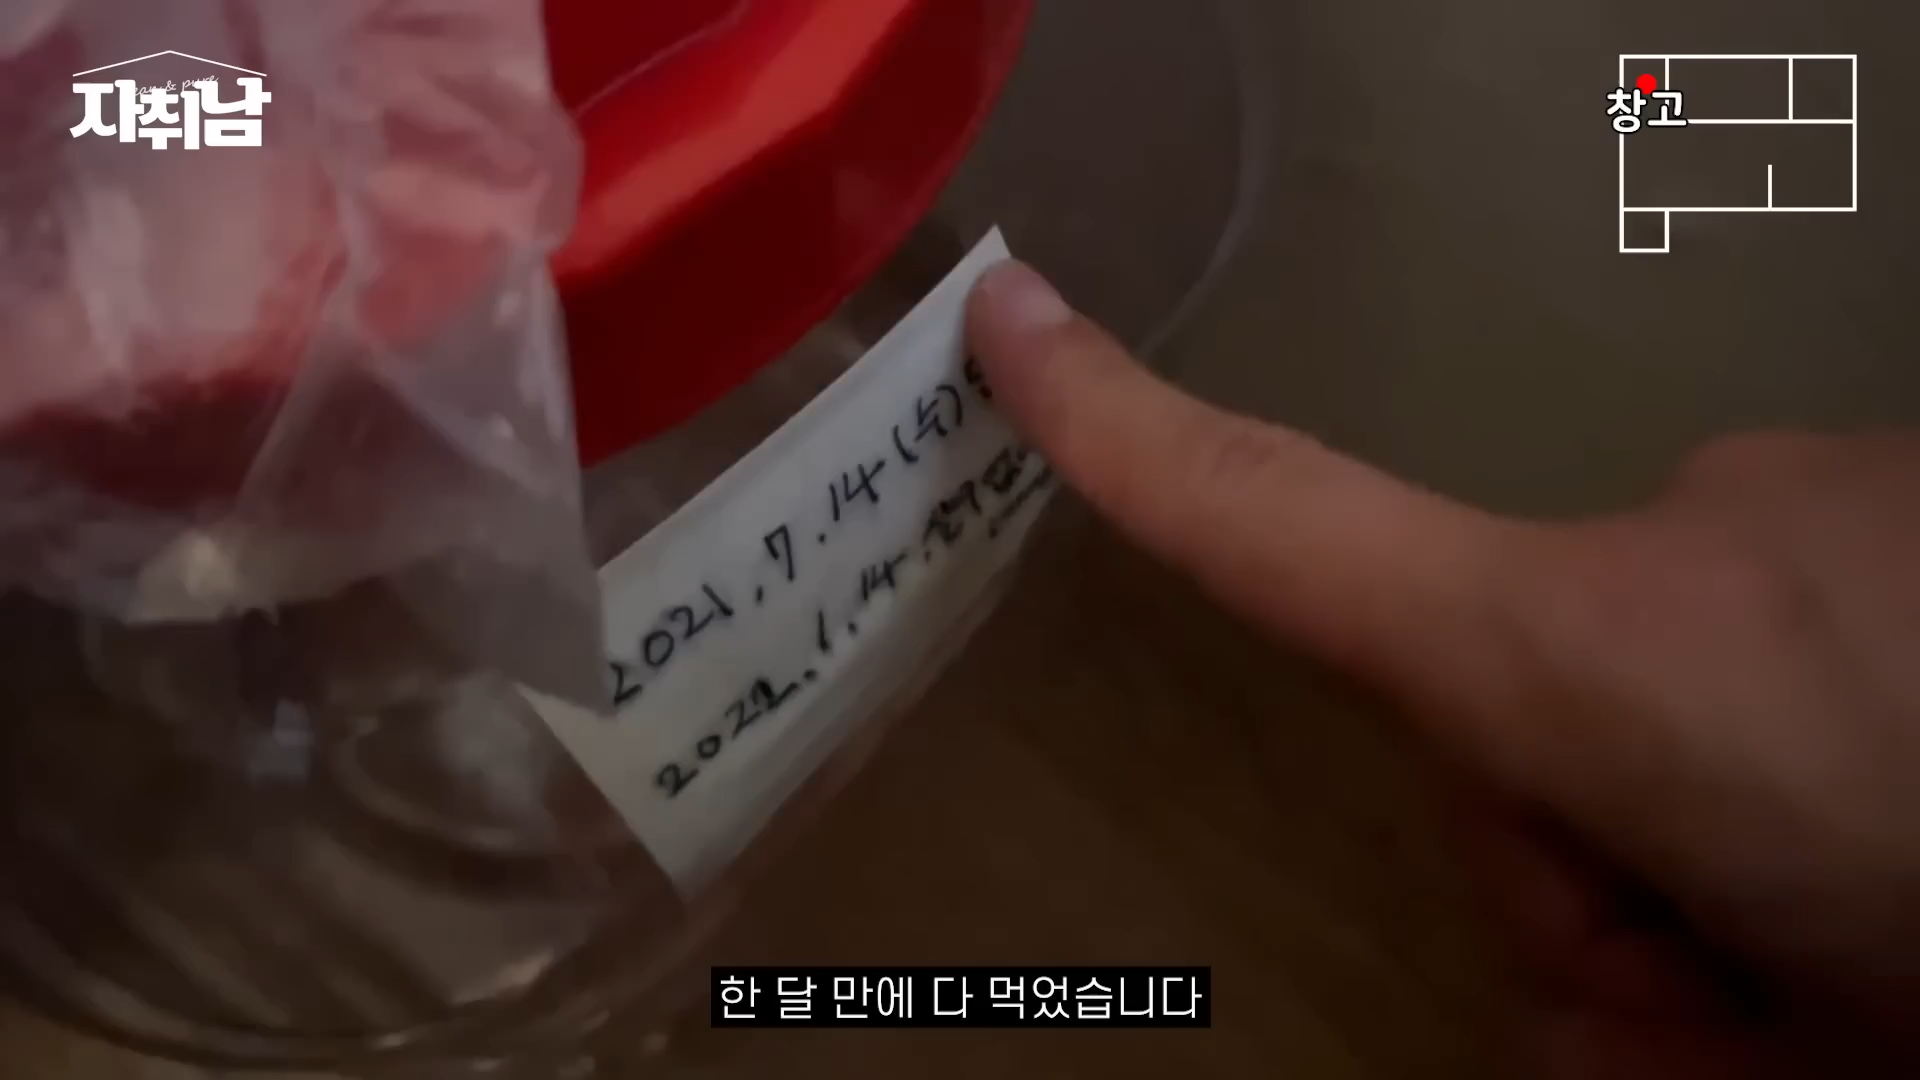 자취남
창고
2021.7.14(수)
2022.1.14.
한 달 만에 다 먹었습니다